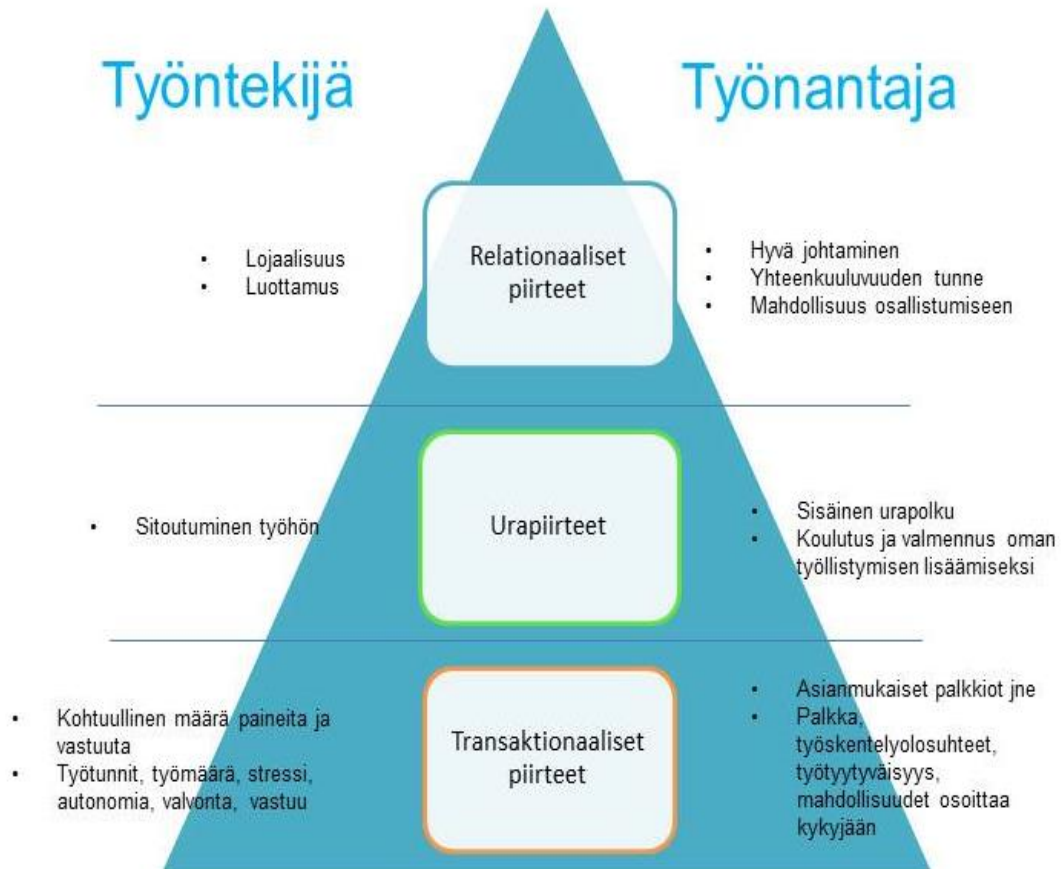 Työntekijä
Työnantaja
• Lojaalisuus
• Luottamus
Relationaaliset
piirteet
• Hyvä johtaminen
• Yhteenkuuluvuuden tunne
• Mahdollisuus osallistumiseen
• Sitoutuminen työhön
Urapiirteet
• Sisäinen urapolku
• Koulutus ja valmennus oman
työllistymisen lisäämiseksi
• Kohtuullinen määrä paineita ja
vastuuta
• Työtunnit, työmäärä, stressi,
autonomia, valvonta, vastuu
Transaktionaaliset
piirteet
• Asianmukaiset palkkiot jne
• Palkka,
työskentelyolosuhteet,
työtyytyväisyys,
mahdollisuudet osoittaa
kykyjään